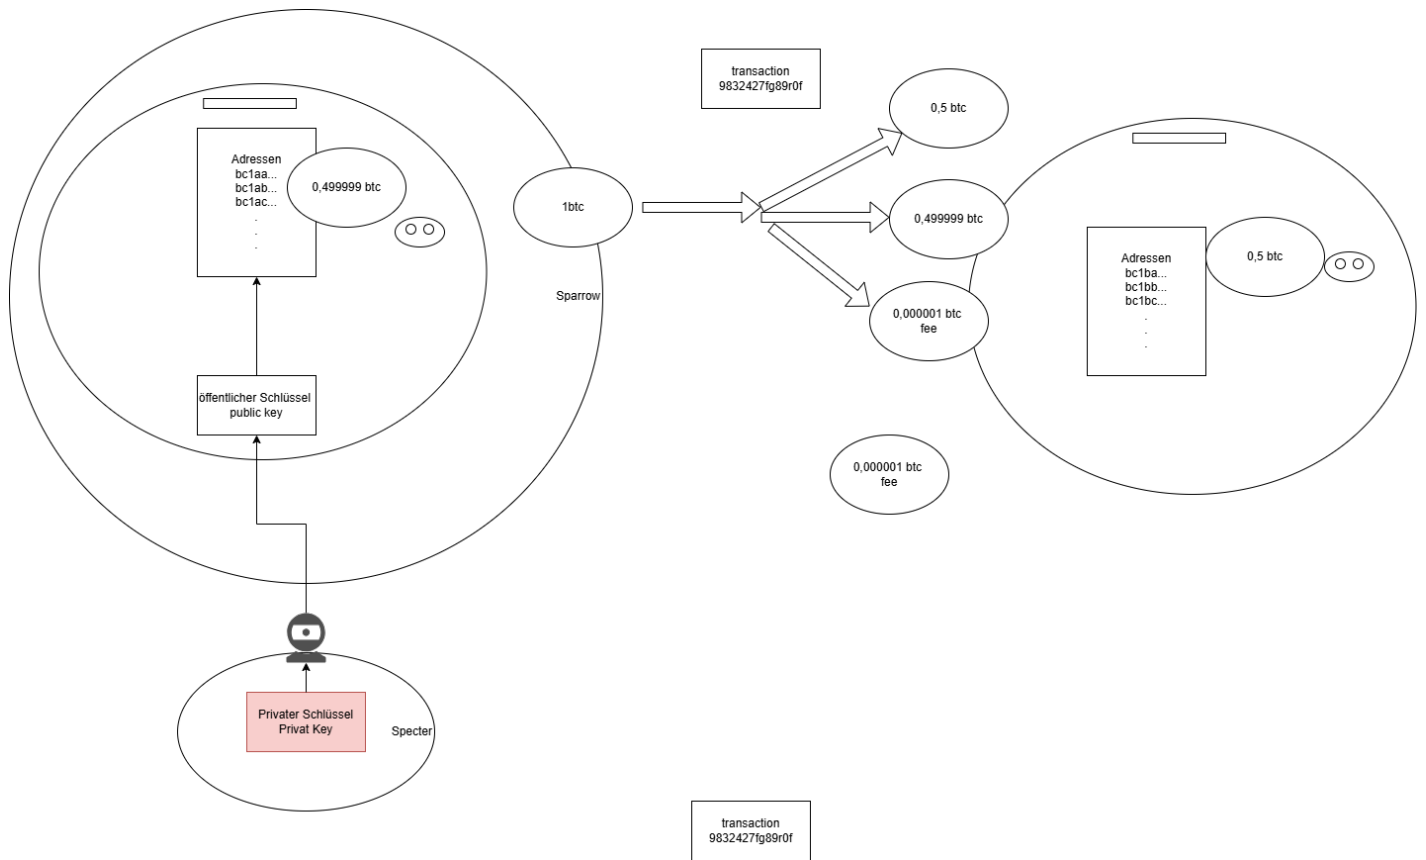 transaction
9832427fg89r0f
0,5 btc
Adressen
bc1aa...
bc1ab...
bc1ac...
.
.
.
0,499999 btc
1btc
0,499999 btc
Adressen
bc1ba...
bc1bb...
bc1bc...
.
.
.
0,5 btc
Sparrow
0,000001 btc
fee
öffentlicher Schlüssel
public key
0,000001 btc
fee
Privater Schlüssel
Privat Key
Specter
transaction
9832427fg89r0f